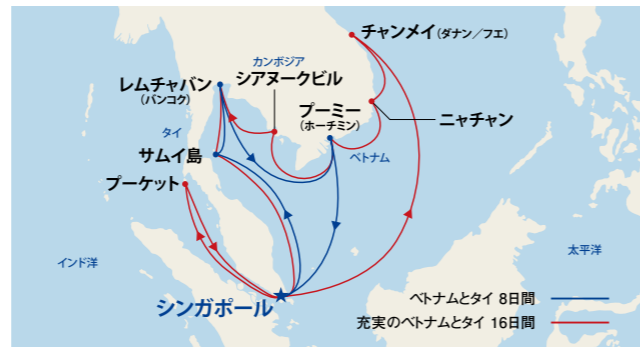 チャンメイ(ダナン/フエ)
カンボジア
シアヌークビル
レムチャバン
(バンコク)
プーミー
(ホーチミン)
ニャチャン
タイ
ベトナム
サムイ島
プーケット
インド洋
太平洋
シンガポール
ベトナムとタイ 8日間
充実のベトナムとタイ 16日間